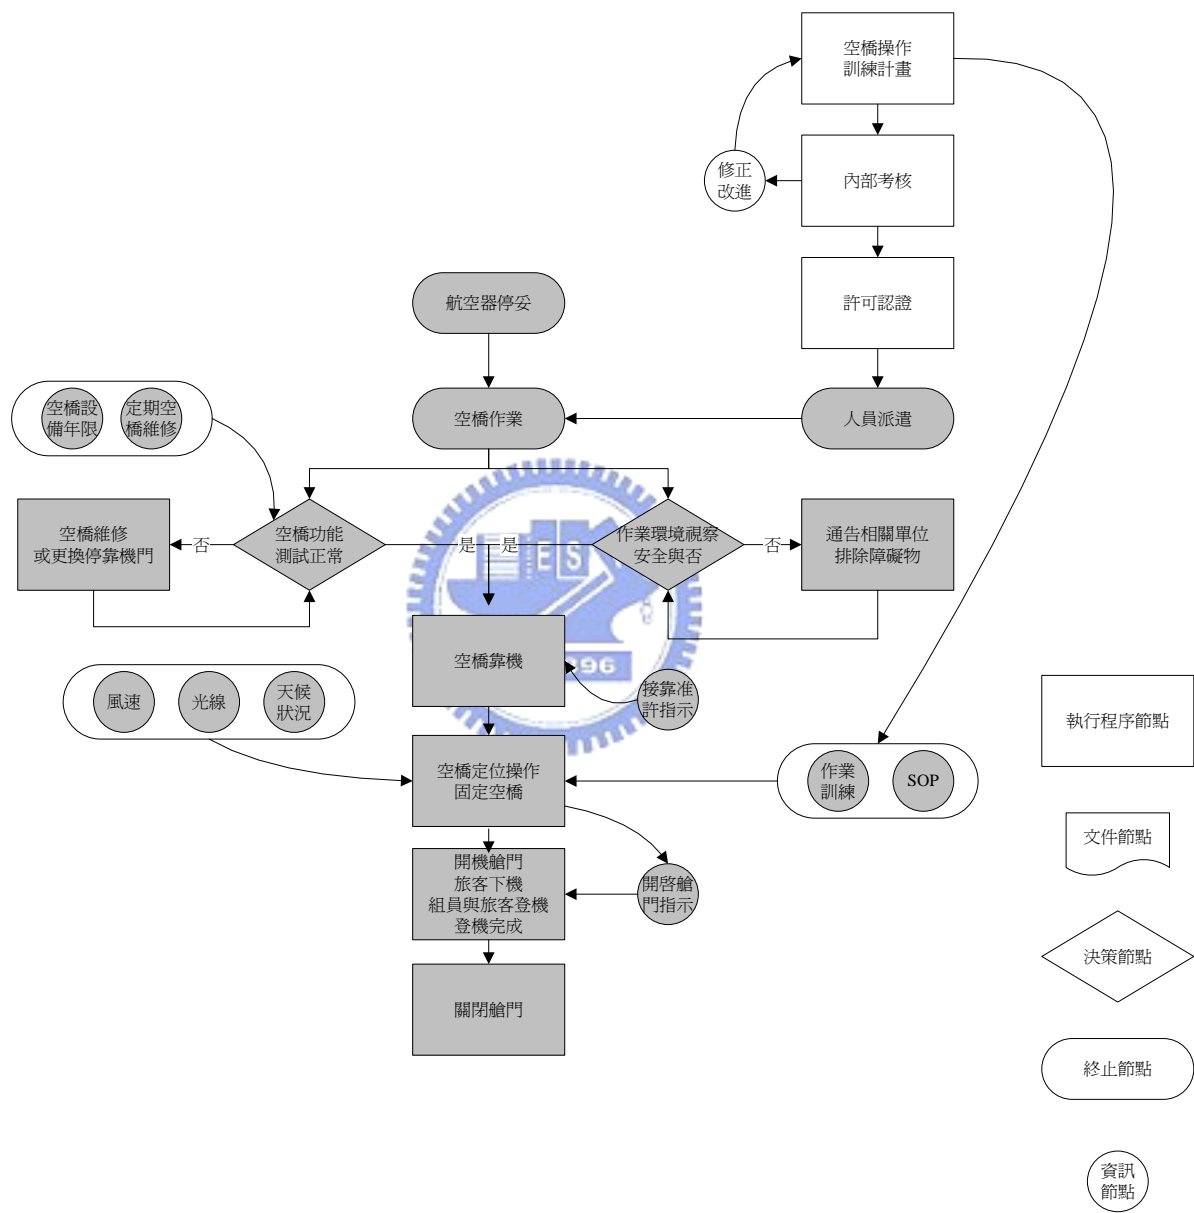 空橋操作
訓練計畫
修正
改進
內部考核
許可認證
航空器停妥
空橋作業
人員派遣
空橋設
備年限
定期空
橋維修
空橋維修
或更換停靠機門
否
空橋功能
測試正常
是
是
作業環境視察
安全與否
否
通告相關單位
排除障礙物
ES
空橋靠機
896
接靠准
許指示
風速
光線
天候
狀況
空橋定位操作
固定空橋
作業
訓練
SOP
開機艙門
旅客下機
組員與旅客登機
登機完成
開啓艙
門指示
關閉艙門
執行程序節點
文件節點
決策節點
終止節點
資訊
節點